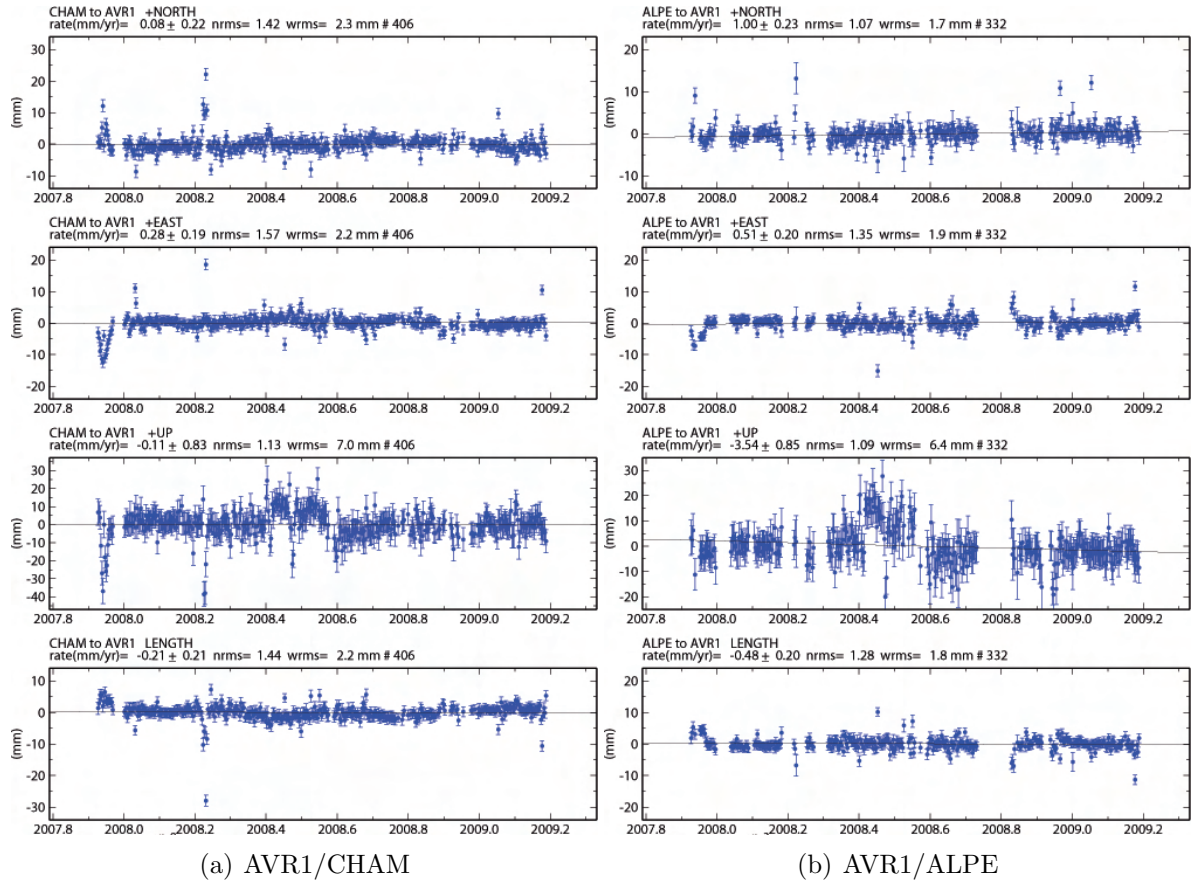 CHAM to AVR1 +NORTH
rate(mm/yr)= 0.08 ± 0.22 nrms= 1.42 wrms= 2.3 mm # 406
30
20
10
0
-10
(mm)
2007.8 2008.0 2008.2 2008.4 2008.6 2008.8 2009.0 2009.2
CHAM to AVR1 +EAST
rate(mm/yr)= 0.28 ± 0.19 nrms= 1.57 wrms= 2.2 mm # 406
20
10
0
-10
-20
(mm)
2007.8 2008.0 2008.2 2008.4 2008.6 2008.8 2009.0 2009.2
CHAM to AVR1 +UP
rate(mm/yr)= -0.11 ± 0.83 nrms= 1.13 wrms= 7.0 mm # 406
30
20
10
0
-10
-20
-30
-40
(mm)
2007.8 2008.0 2008.2 2008.4 2008.6 2008.8 2009.0 2009.2
CHAM to AVR1 LENGTH
rate(mm/yr)= -0.21 ± 0.21 nrms= 1.44 wrms= 2.2 mm # 406
10
0
-10
-20
-30
(mm)
2007.8 2008.0 2008.2 2008.4 2008.6 2008.8 2009.0 2009.2
(a) AVR1/CHAM
ALPE to AVR1 +NORTH
rate(mm/yr)= 1.00 ± 0.23 nrms= 1.07 wrms= 1.7 mm # 332
20
10
0
-10
(mm)
2007.8 2008.0 2008.2 2008.4 2008.6 2008.8 2009.0 2009.2
ALPE to AVR1 +EAST
rate(mm/yr)= 0.51 ± 0.20 nrms= 1.35 wrms= 1.9 mm # 332
20
10
0
-10
-20
(mm)
2007.8 2008.0 2008.2 2008.4 2008.6 2008.8 2009.0 2009.2
ALPE to AVR1 +UP
rate(mm/yr)= -3.54 ± 0.85 nrms= 1.09 wrms= 6.4 mm # 332
30
20
10
0
-10
-20
(mm)
2007.8 2008.0 2008.2 2008.4 2008.6 2008.8 2009.0 2009.2
ALPE to AVR1 LENGTH
rate(mm/yr)= -0.48 ± 0.20 nrms= 1.28 wrms= 1.8 mm # 332
20
10
0
-10
-20
(mm)
2007.8 2008.0 2008.2 2008.4 2008.6 2008.8 2009.0 2009.2
(b) AVR1/ALPE